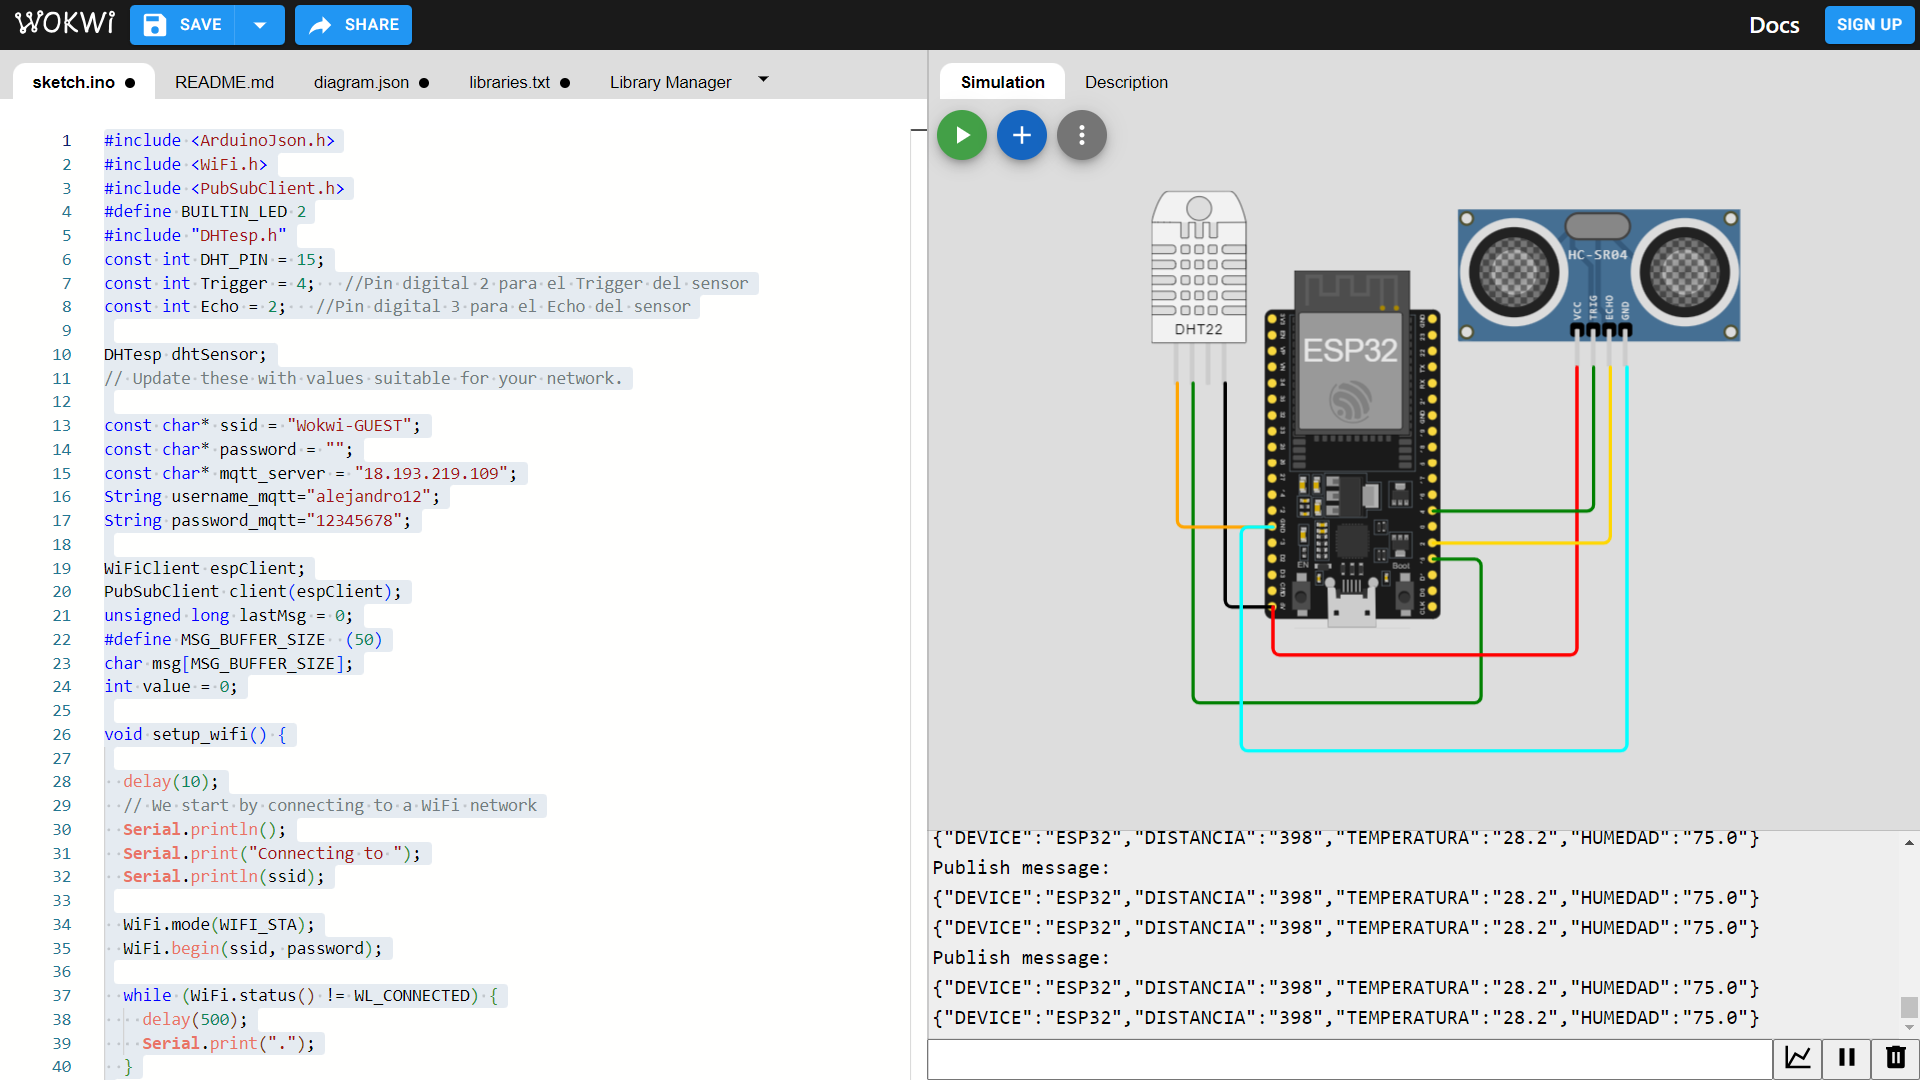 WOKWi
SAVE
SHARE
Docs
SIGN UP
sketch.ino
README.md
diagram.json
libraries.txt
Library Manager
Simulation
Description
1 #include <ArduinoJson.h>
2 #include <WiFi.h>
3 #include <PubSubClient.h>
4 #define BUILTIN_LED 2
5 #include "DHTesp.h"
6 const int DHT_PIN = 15;
7 const int Trigger = 4;   //Pin digital 2 para el Trigger del sensor
8 const int Echo = 2;   //Pin digital 3 para el Echo del sensor
9
10 DHTesp dhtSensor;
11 // Update these with values suitable for your network.
12
13 const char* ssid = "Wokwi-GUEST";
14 const char* password = "";
15 const char* mqtt_server = "18.193.219.109";
16 String username_mqtt="alejandro12";
17 String password_mqtt="12345678";
18
19 WiFiClient espClient;
20 PubSubClient client(espClient);
21 unsigned long lastMsg = 0;
22 #define MSG_BUFFER_SIZE  (50)
23 char msg[MSG_BUFFER_SIZE];
24 int value = 0;
25
26 void setup_wifi() {
27
28   delay(10);
29   // We start by connecting to a WiFi network
30   Serial.println();
31   Serial.print("Connecting to ");
32   Serial.println(ssid);
33
34   WiFi.mode(WIFI_STA);
35   WiFi.begin(ssid, password);
36
37   while (WiFi.status() != WL_CONNECTED) {
38     delay(500);
39     Serial.print(".");
40   }
DHT22
ESP32
EN
Boot
HC-SR04
VCC
TRIG
ECHO
GND
{"DEVICE":"ESP32","DISTANCIA":"398","TEMPERATURA":"28.2","HUMEDAD":"75.0"}
Publish message:
{"DEVICE":"ESP32","DISTANCIA":"398","TEMPERATURA":"28.2","HUMEDAD":"75.0"}
{"DEVICE":"ESP32","DISTANCIA":"398","TEMPERATURA":"28.2","HUMEDAD":"75.0"}
Publish message:
{"DEVICE":"ESP32","DISTANCIA":"398","TEMPERATURA":"28.2","HUMEDAD":"75.0"}
{"DEVICE":"ESP32","DISTANCIA":"398","TEMPERATURA":"28.2","HUMEDAD":"75.0"}